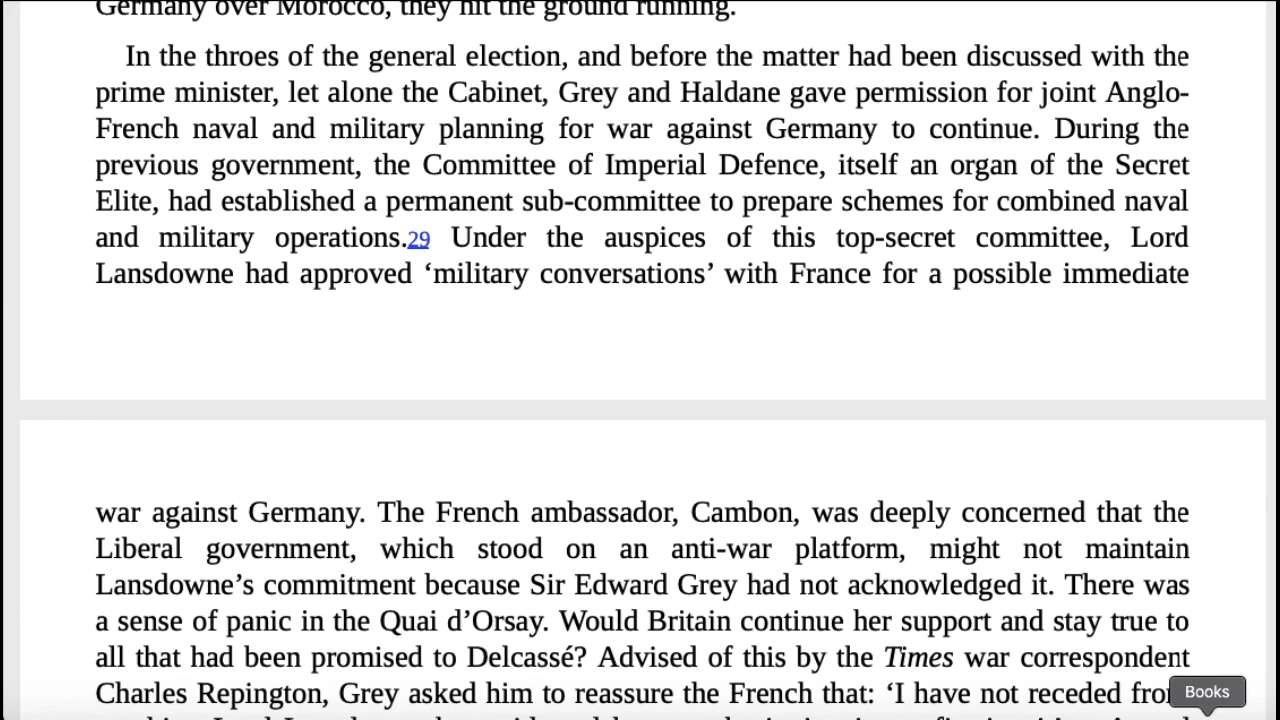 Germany over Morocco, they hit the ground running.
In the throes of the general election, and before the matter had been discussed with the
prime minister, let alone the Cabinet, Grey and Haldane gave permission for joint Anglo-
French naval and military planning for war against Germany to continue. During the
previous government, the Committee of Imperial Defence, itself an organ of the Secret
Elite, had established a permanent sub-committee to prepare schemes for combined naval
and military operations.29 Under the auspices of this top-secret committee, Lord
Lansdowne had approved ‘military conversations’ with France for a possible immediate
war against Germany. The French ambassador, Cambon, was deeply concerned that the
Liberal government, which stood on an anti-war platform, might not maintain
Lansdowne’s commitment because Sir Edward Grey had not acknowledged it. There was
a sense of panic in the Quai d’Orsay. Would Britain continue her support and stay true to
all that had been promised to Delcassé? Advised of this by the Times war correspondent
Charles Repington, Grey asked him to reassure the French that: ‘I have not receded from
Books